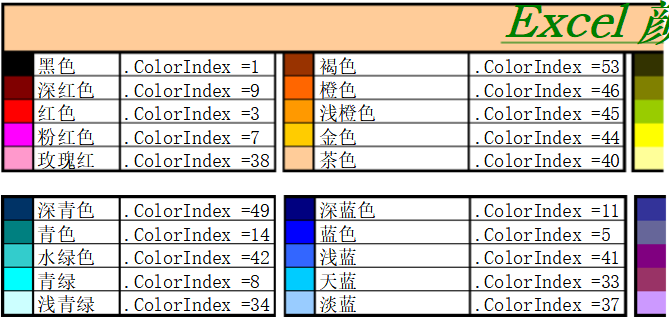 Excel 颜
黑色 .ColorIndex =1 褐色 .ColorIndex =53
深红色 .ColorIndex =9 橙色 .ColorIndex =46
红色 .ColorIndex =3 浅橙色 .ColorIndex =45
粉红色 .ColorIndex =7 金色 .ColorIndex =44
玫瑰红 .ColorIndex =38 茶色 .ColorIndex =40
深青色 .ColorIndex =49 深蓝色 .ColorIndex =11
青色 .ColorIndex =14 蓝色 .ColorIndex =5
水绿色 .ColorIndex =42 浅蓝 .ColorIndex =41
青绿 .ColorIndex =8 天蓝 .ColorIndex =33
浅青绿 .ColorIndex =34 淡蓝 .ColorIndex =37